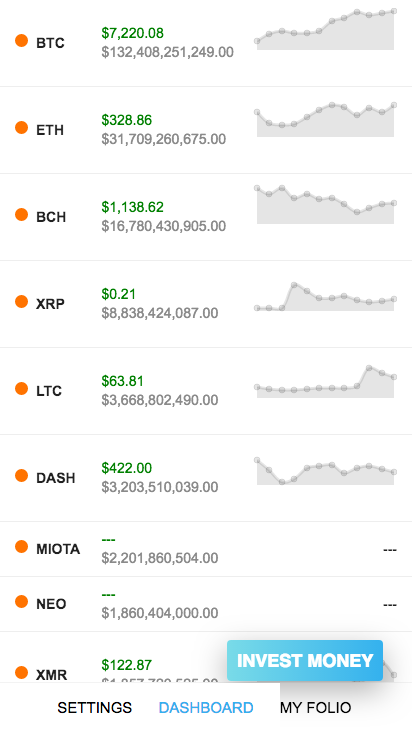 BTC $7,220.08
$132,408,251,249.00
ETH $328.86
$31,709,260,675.00
BCH $1,138.62
$16,780,430,905.00
XRP $0.21
$8,838,424,087.00
LTC $63.81
$3,668,802,490.00
DASH $422.00
$3,203,510,039.00
MIOTA --- ---
$2,201,860,504.00
NEO --- ---
$1,860,404,000.00
XMR $122.87
INVEST MONEY
SETTINGS DASHBOARD MY FOLIO